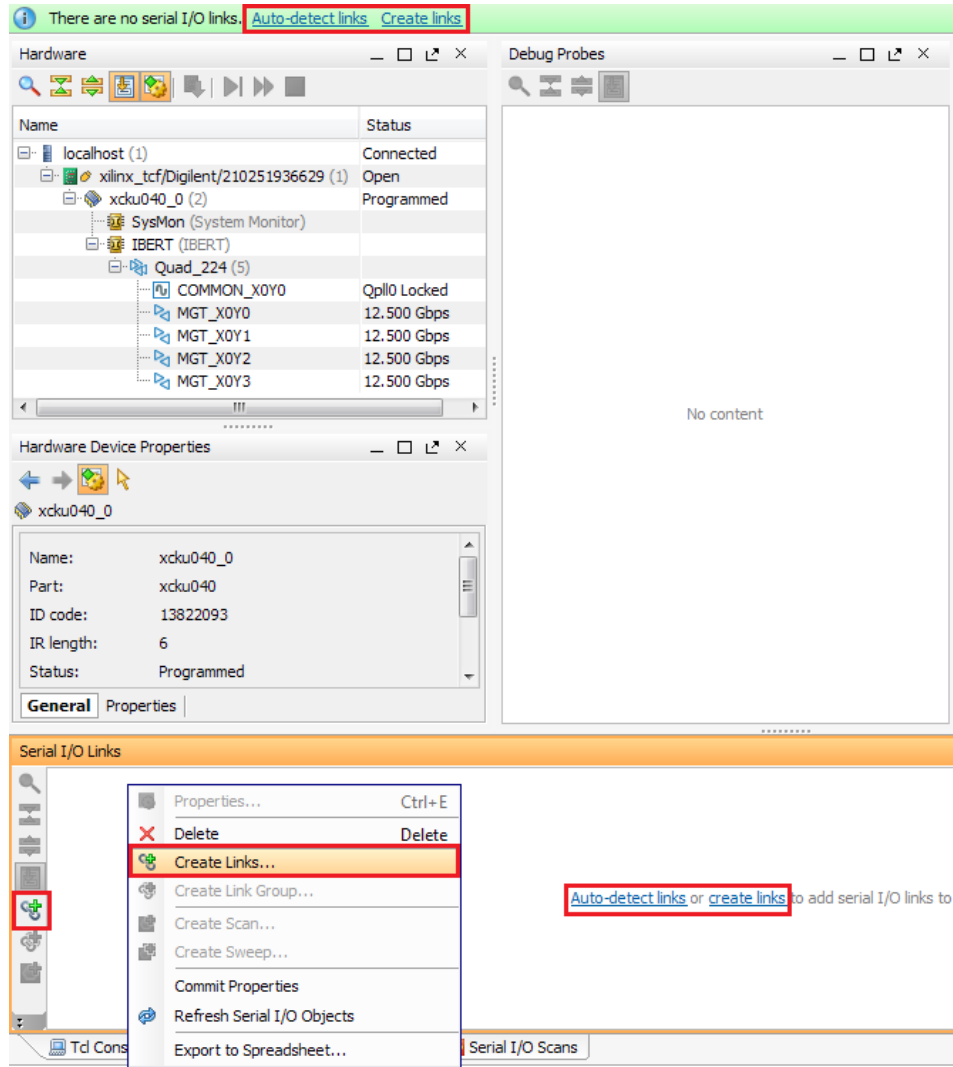 There are no serial I/O links. Auto-detect links Create links
Hardware
Name Status
localhost (1) Connected
xilinx_tcf/Digilent/210251936629 (1) Open
xcku040_0 (2) Programmed
SysMon (System Monitor)
IBERT (IBERT)
Quad_224 (5)
COMMON_X0Y0 Qpll0 Locked
MGT_X0Y0 12.500 Gbps
MGT_X0Y1 12.500 Gbps
MGT_X0Y2 12.500 Gbps
MGT_X0Y3 12.500 Gbps
Debug Probes
No content
Hardware Device Properties
xcku040_0
Name: xcku040_0
Part: xcku040
ID code: 13822093
IR length: 6
Status: Programmed
General Properties
Serial I/O Links
Properties... Ctrl+E
Delete Delete
Create Links...
Create Link Group...
Create Scan...
Create Sweep...
Commit Properties
Refresh Serial I/O Objects
Export to Spreadsheet...
Auto-detect links or create links to add serial I/O links to
Tcl Cons
Serial I/O Scans